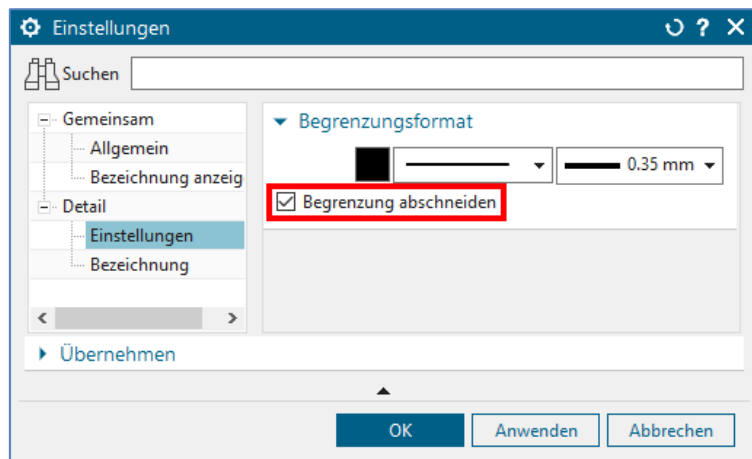 Einstellungen
?
Suchen
Gemeinsam
Allgemein
Bezeichnung anzeig
Detail
Einstellungen
Bezeichnung
Begrenzungsformat
0.35 mm
Begrenzung abschneiden
Übernehmen
OK Anwenden Abbrechen